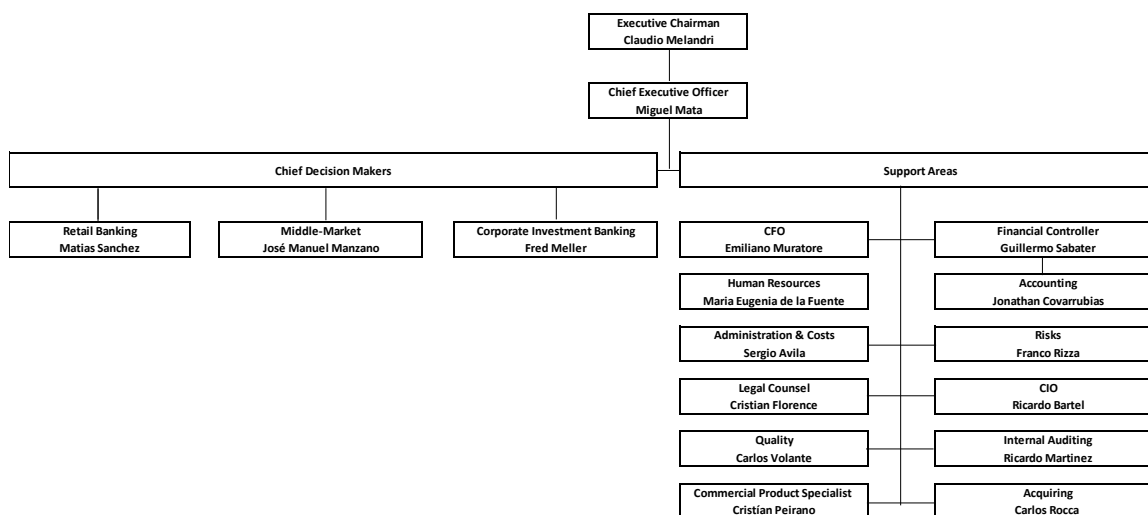 Executive Chairman
Claudio Melandri
Chief Executive Officer
Miguel Mata
Chief Decision Makers
Support Areas
Retail Banking
Matias Sanchez
Middle-Market
José Manuel Manzano
Corporate Investment Banking
Fred Meller
CFO
Emiliano Muratore
Financial Controller
Guillermo Sabater
Human Resources
Maria Eugenia de la Fuente
Accounting
Jonathan Covarrubias
Administration & Costs
Sergio Avila
Risks
Franco Rizza
Legal Counsel
Cristian Florence
CIO
Ricardo Bartel
Quality
Carlos Volante
Internal Auditing
Ricardo Martinez
Commercial Product Specialist
Cristían Peirano
Acquiring
Carlos Rocca